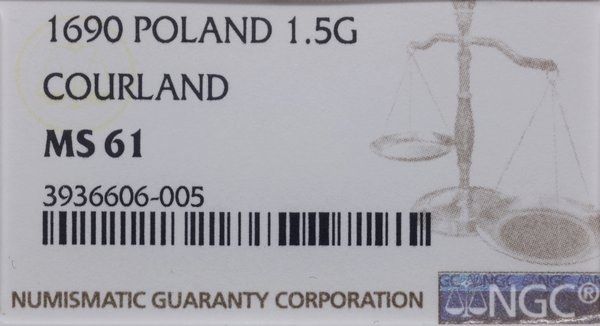 1690 POLAND 1.5G
COURLAND
MS 61
3936606-005
NUMISMATIC GUARANTY CORPORATION
NGC®